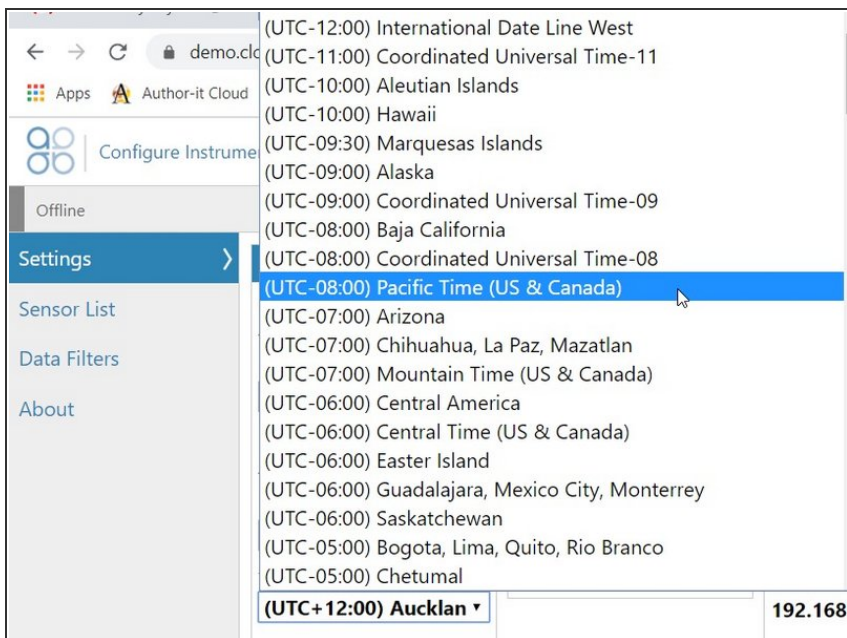 (UTC-12:00) International Date Line West
(UTC-11:00) Coordinated Universal Time-11
demo.clo
(UTC-10:00) Aleutian Islands
Apps Author-it Cloud
(UTC-10:00) Hawaii
(UTC-09:30) Marquesas Islands
Configure Instrume
(UTC-09:00) Alaska
(UTC-09:00) Coordinated Universal Time-09
Offline
(UTC-08:00) Baja California
Settings
(UTC-08:00) Coordinated Universal Time-08
(UTC-08:00) Pacific Time (US & Canada)
Sensor List
(UTC-07:00) Arizona
(UTC-07:00) Chihuahua, La Paz, Mazatlan
Data Filters
(UTC-07:00) Mountain Time (US & Canada)
About
(UTC-06:00) Central America
(UTC-06:00) Central Time (US & Canada)
(UTC-06:00) Easter Island
(UTC-06:00) Guadalajara, Mexico City, Monterrey
(UTC-06:00) Saskatchewan
(UTC-05:00) Bogota, Lima, Quito, Rio Branco
(UTC-05:00) Chetumal
(UTC+12:00) Aucklan
192.168